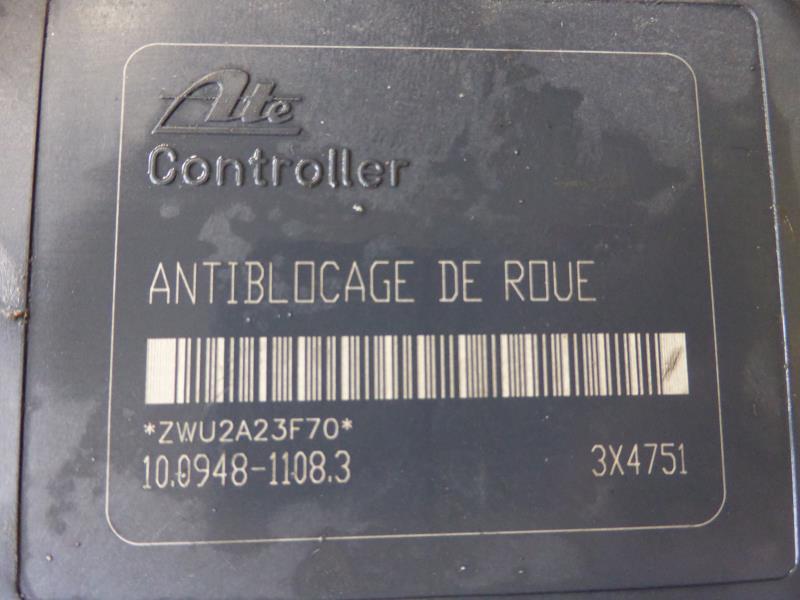 Ate
Controller
ANTIBLOCAGE DE ROUE
*ZWU2A23F70*
10.0948-1108.3 3X4751